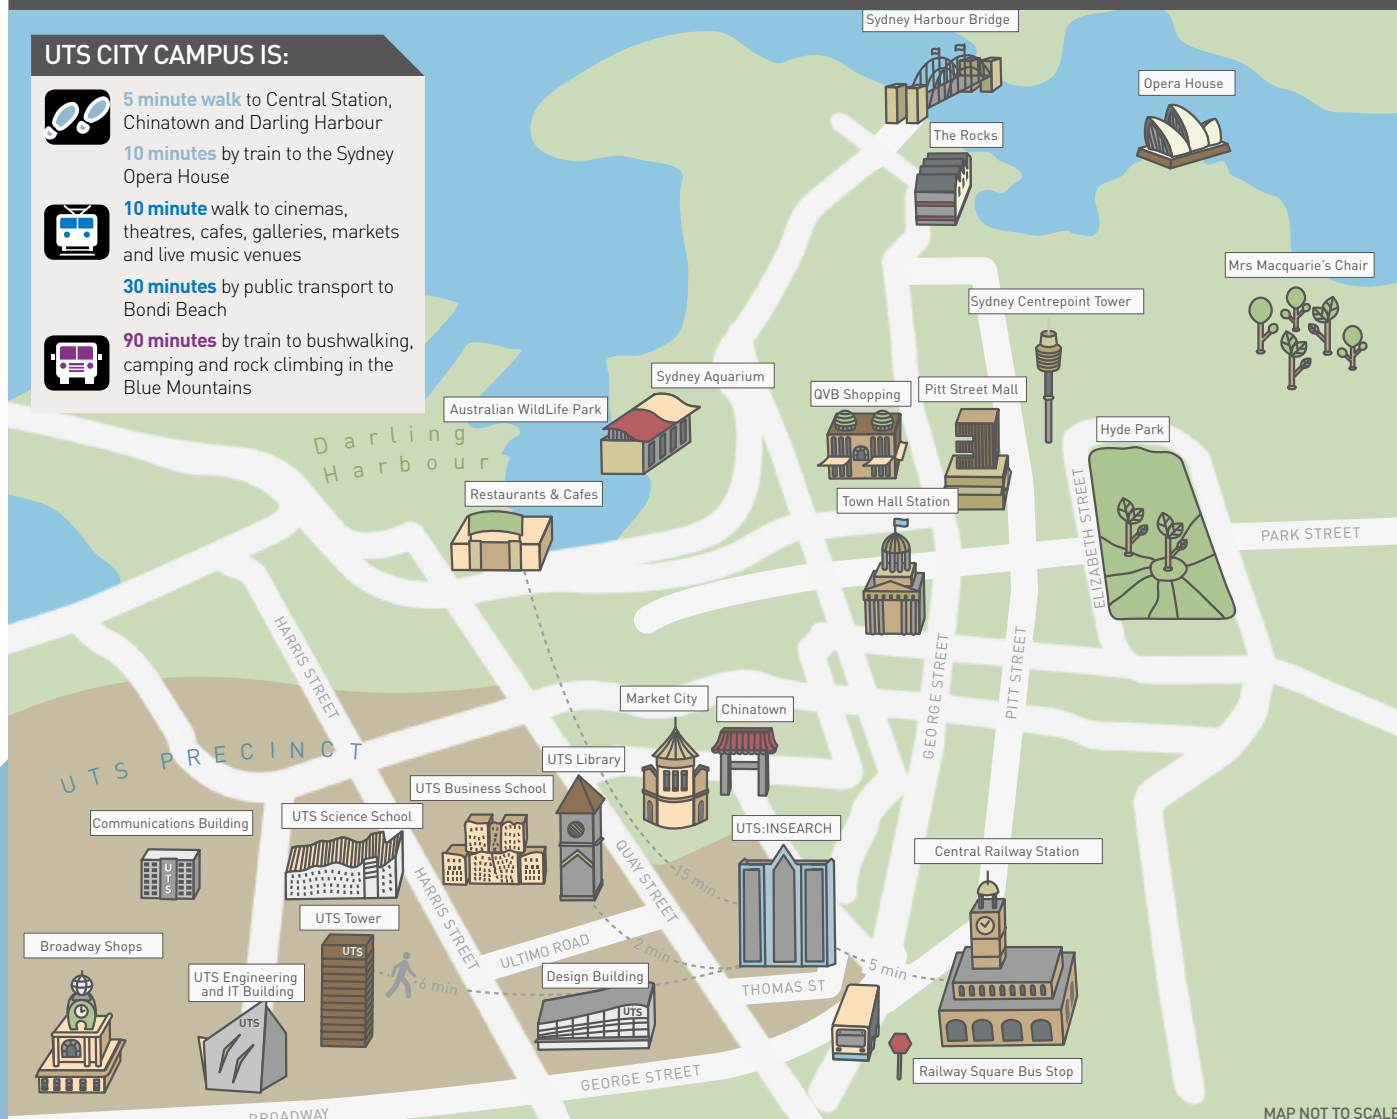 UTS CITY CAMPUS IS:
5 minute walk to Central Station,
Chinatown and Darling Harbour
10 minutes by train to the Sydney
Opera House
10 minute walk to cinemas,
theatres, cafes, galleries, markets
and live music venues
30 minutes by public transport to
Bondi Beach
90 minutes by train to bushwalking,
camping and rock climbing in the
Blue Mountains
Sydney Harbour Bridge
Opera House
The Rocks
Mrs Macquarie's Chair
Sydney Centrepoint Tower
Sydney Aquarium
QVB Shopping
Pitt Street Mall
Australian WildLife Park
Hyde Park
Darling
Harbour
Restaurants & Cafes
Town Hall Station
ELIZABETH STREET
PARK STREET
HARRIS STREET
GEORGE STREET
PITT STREET
Market City
Chinatown
UTS PRECINCT
UTS Library
UTS Business School
Communications Building
UTS
UTS Science School
UTS:INSEARCH
Central Railway Station
QUAY STREET
15 min
HARRIS STREET
UTS Tower
UTS
Broadway Shops
ULTIMO ROAD
2 min
5 min
6 min
UTS Engineering
and IT Building
UTS
Design Building
UTS
THOMAS ST
Railway Square Bus Stop
GEORGE STREET
BROADWAY
MAP NOT TO SCALE